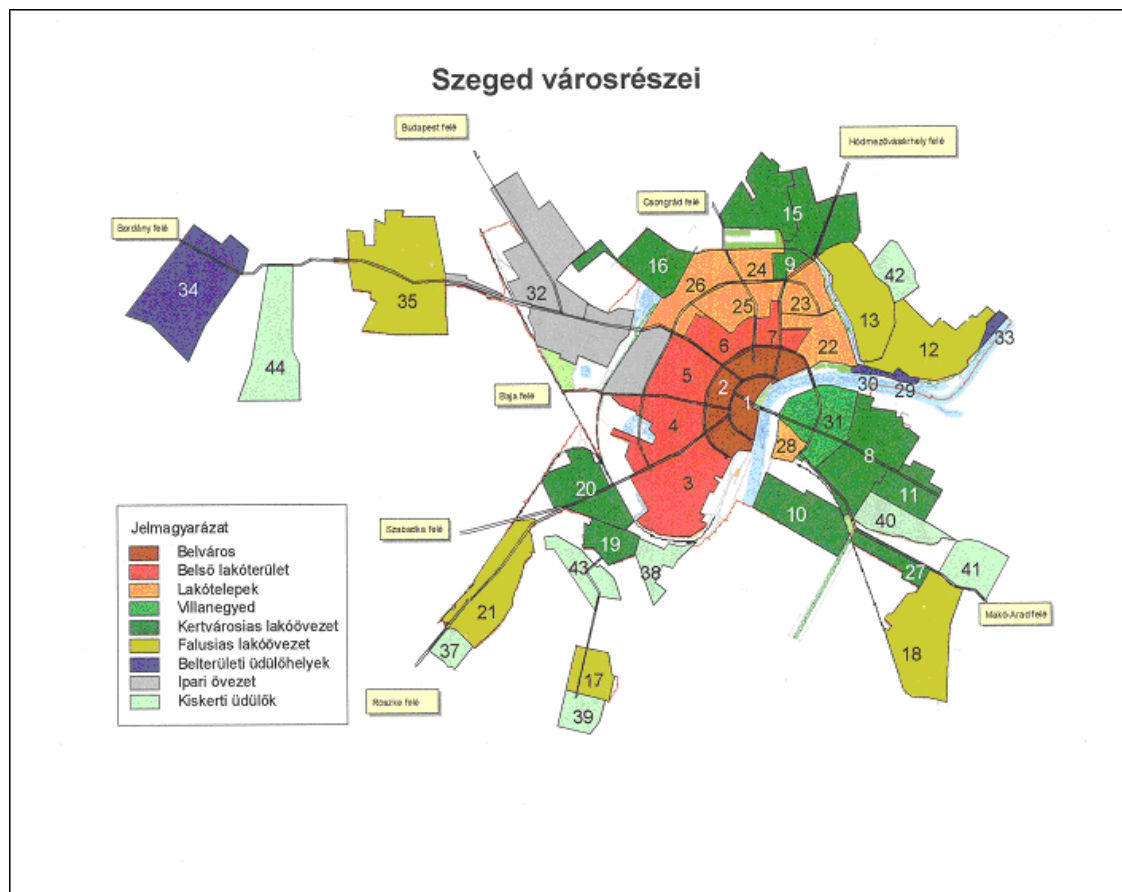 Szeged városrészei
Budapest felé
Hódmezővásárhely felé
Csongrád felé
Bordány felé
15
16
9
24
42
34
32
26
35
25
23
13
33
44
6
7
22
12
5
30
29
2
1
Baja felé
31
4
28
8
3
20
11
10
40
Szabadka felé
19
43
38
27
41
21
Makó-Arad felé
37
18
17
Röszke felé
39
Jelmagyarázat
Belváros
Belső lakóterület
Lakótelepek
Villanegyed
Kertvárosias lakóövezet
Falusias lakóövezet
Belterületi üdülőhelyek
Ipari övezet
Kiskerti üdülők